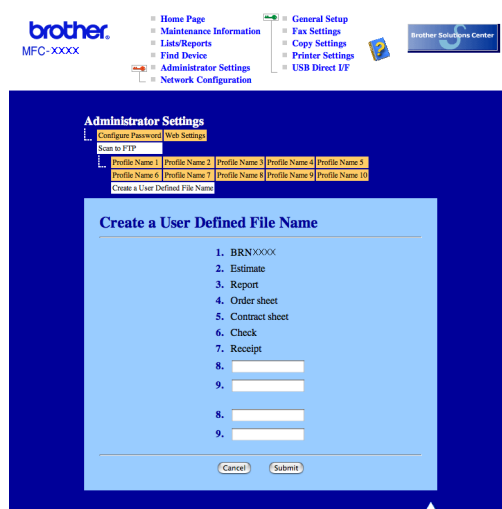 brother.
MFC-XXXX
Home Page
Maintenance Information
Lists/Reports
Find Device
Administrator Settings
Network Configuration
General Setup
Fax Settings
Copy Settings
Printer Settings
USB Direct I/F
?
Brother Solutions Center
Administrator Settings
Configure Password Web Settings
Scan to FTP
Profile Name 1 Profile Name 2 Profile Name 3 Profile Name 4 Profile Name 5
Profile Name 6 Profile Name 7 Profile Name 8 Profile Name 9 Profile Name 10
Create a User Defined File Name
Create a User Defined File Name
1. BRNXXXX
2. Estimate
3. Report
4. Order sheet
5. Contract sheet
6. Check
7. Receipt
8.
9.
8.
9.
Cancel Submit